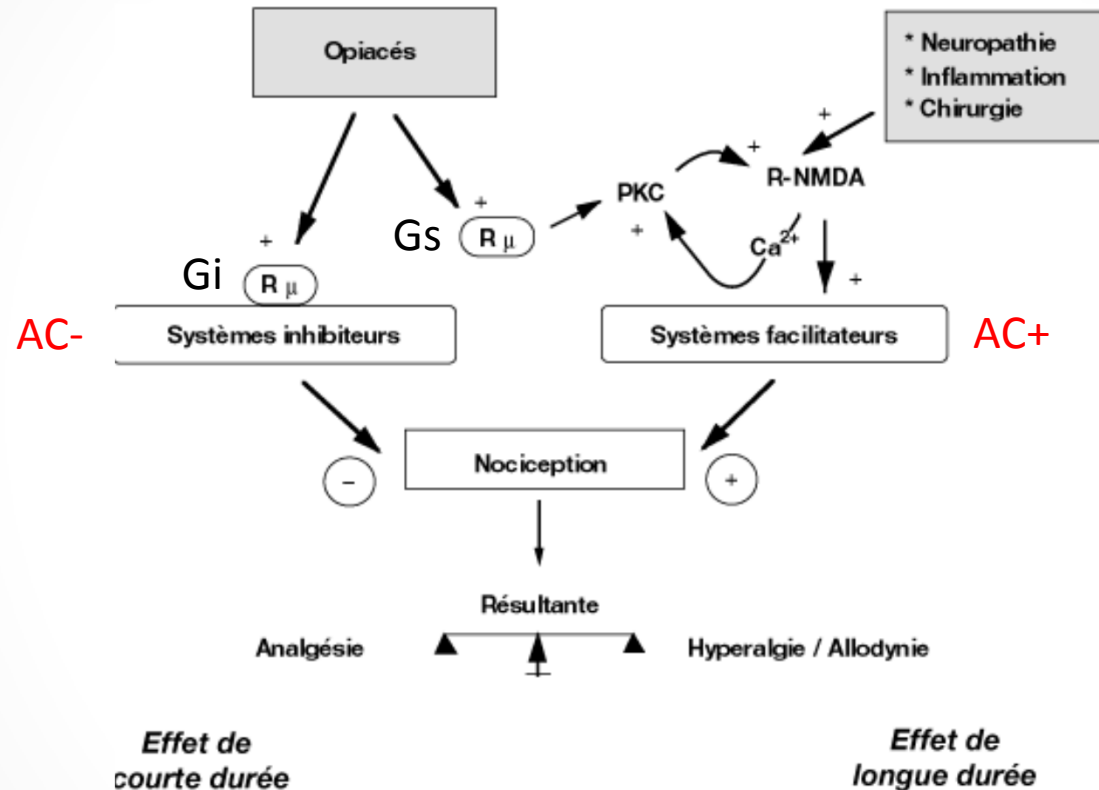 Opiacés
* Neuropathie
* Inflammation
* Chirurgie
+
+
R-NMDA
PKC
+
+
Gs
R μ
Ca²⁺
+
+
Gi
R μ
AC-
Systèmes inhibiteurs
Systèmes facilitateurs
AC+
−
Nociception
+
Résultante
Analgésie
Hyperalgie / Allodynie
Effet de
courte durée
Effet de
longue durée